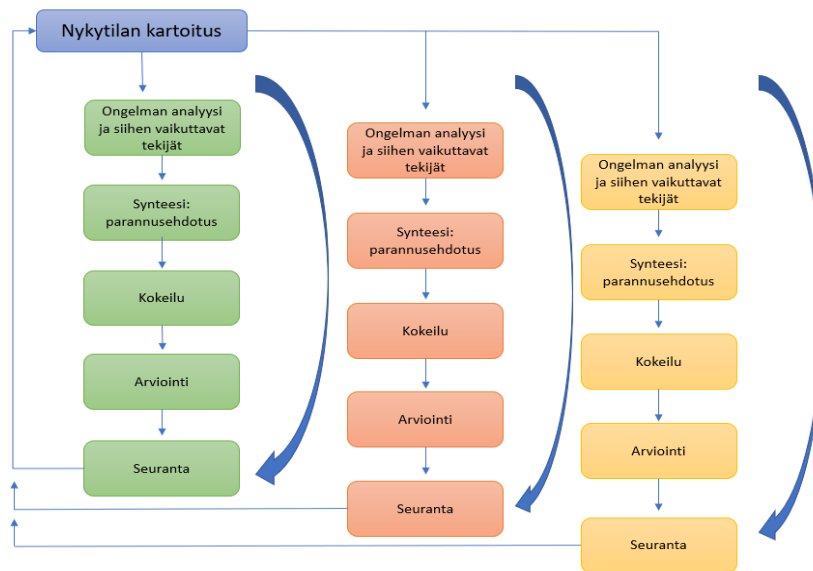 Nykytilan kartoitus
Ongelman analyysi
ja siihen vaikuttavat
tekijät
Synteesi:
parannusehdotus
Kokeilu
Arviointi
Seuranta
Ongelman analyysi
ja siihen vaikuttavat
tekijät
Synteesi:
parannusehdotus
Kokeilu
Arviointi
Seuranta
Ongelman analyysi
ja siihen vaikuttavat
tekijät
Synteesi:
parannusehdotus
Kokeilu
Arviointi
Seuranta